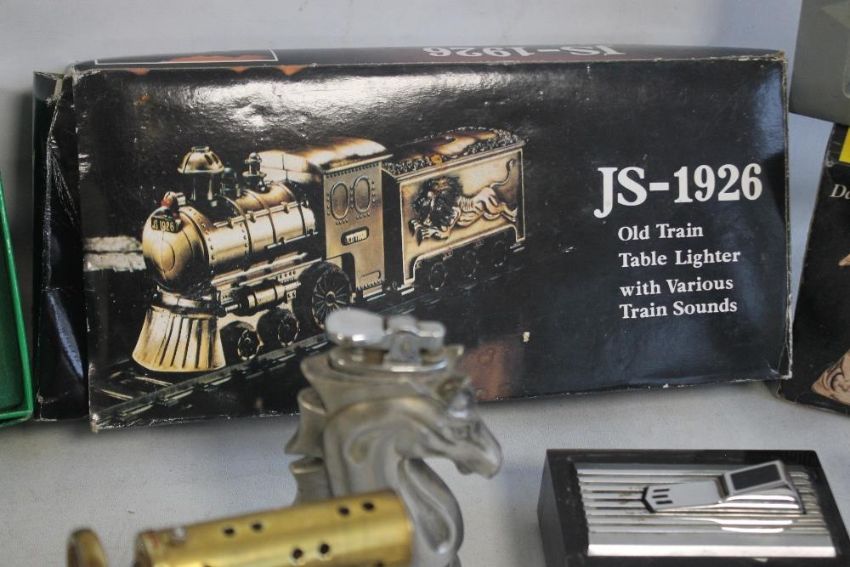 JS-1926
JS-1926
Old Train
Table Lighter
with Various
Train Sounds